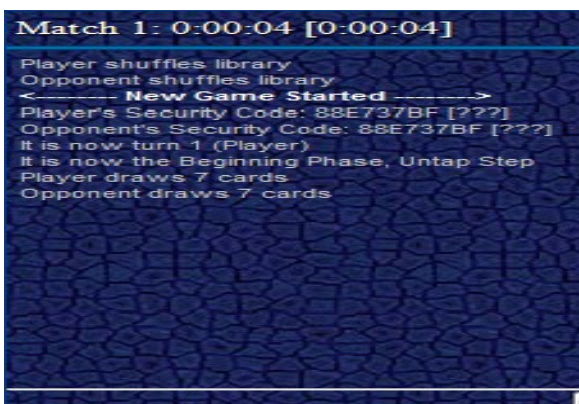 Match 1: 0:00:04 [0:00:04]
Player shuffles library
Opponent shuffles library
<-------- New Game Started -------->
Player's Security Code: 88E737BF [???]
Opponent's Security Code: 88E737BF [???]
It is now turn 1 (Player)
It is now the Beginning Phase, Untap Step
Player draws 7 cards
Opponent draws 7 cards